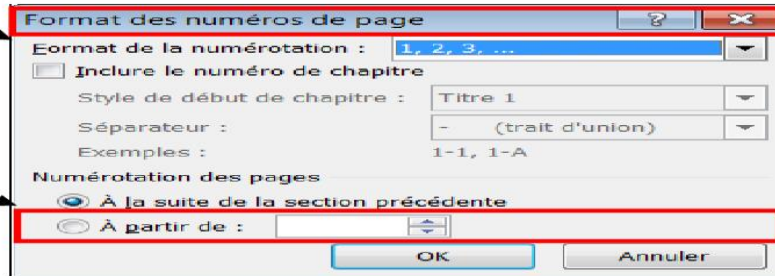 Format des numéros de page
Format de la numérotation : 1, 2, 3, ...
Inclure le numéro de chapitre
Style de début de chapitre : Titre 1
Séparateur : - (trait d'union)
Exemples : 1-1, 1-A
Numérotation des pages
À la suite de la section précédente
À partir de :
OK Annuler